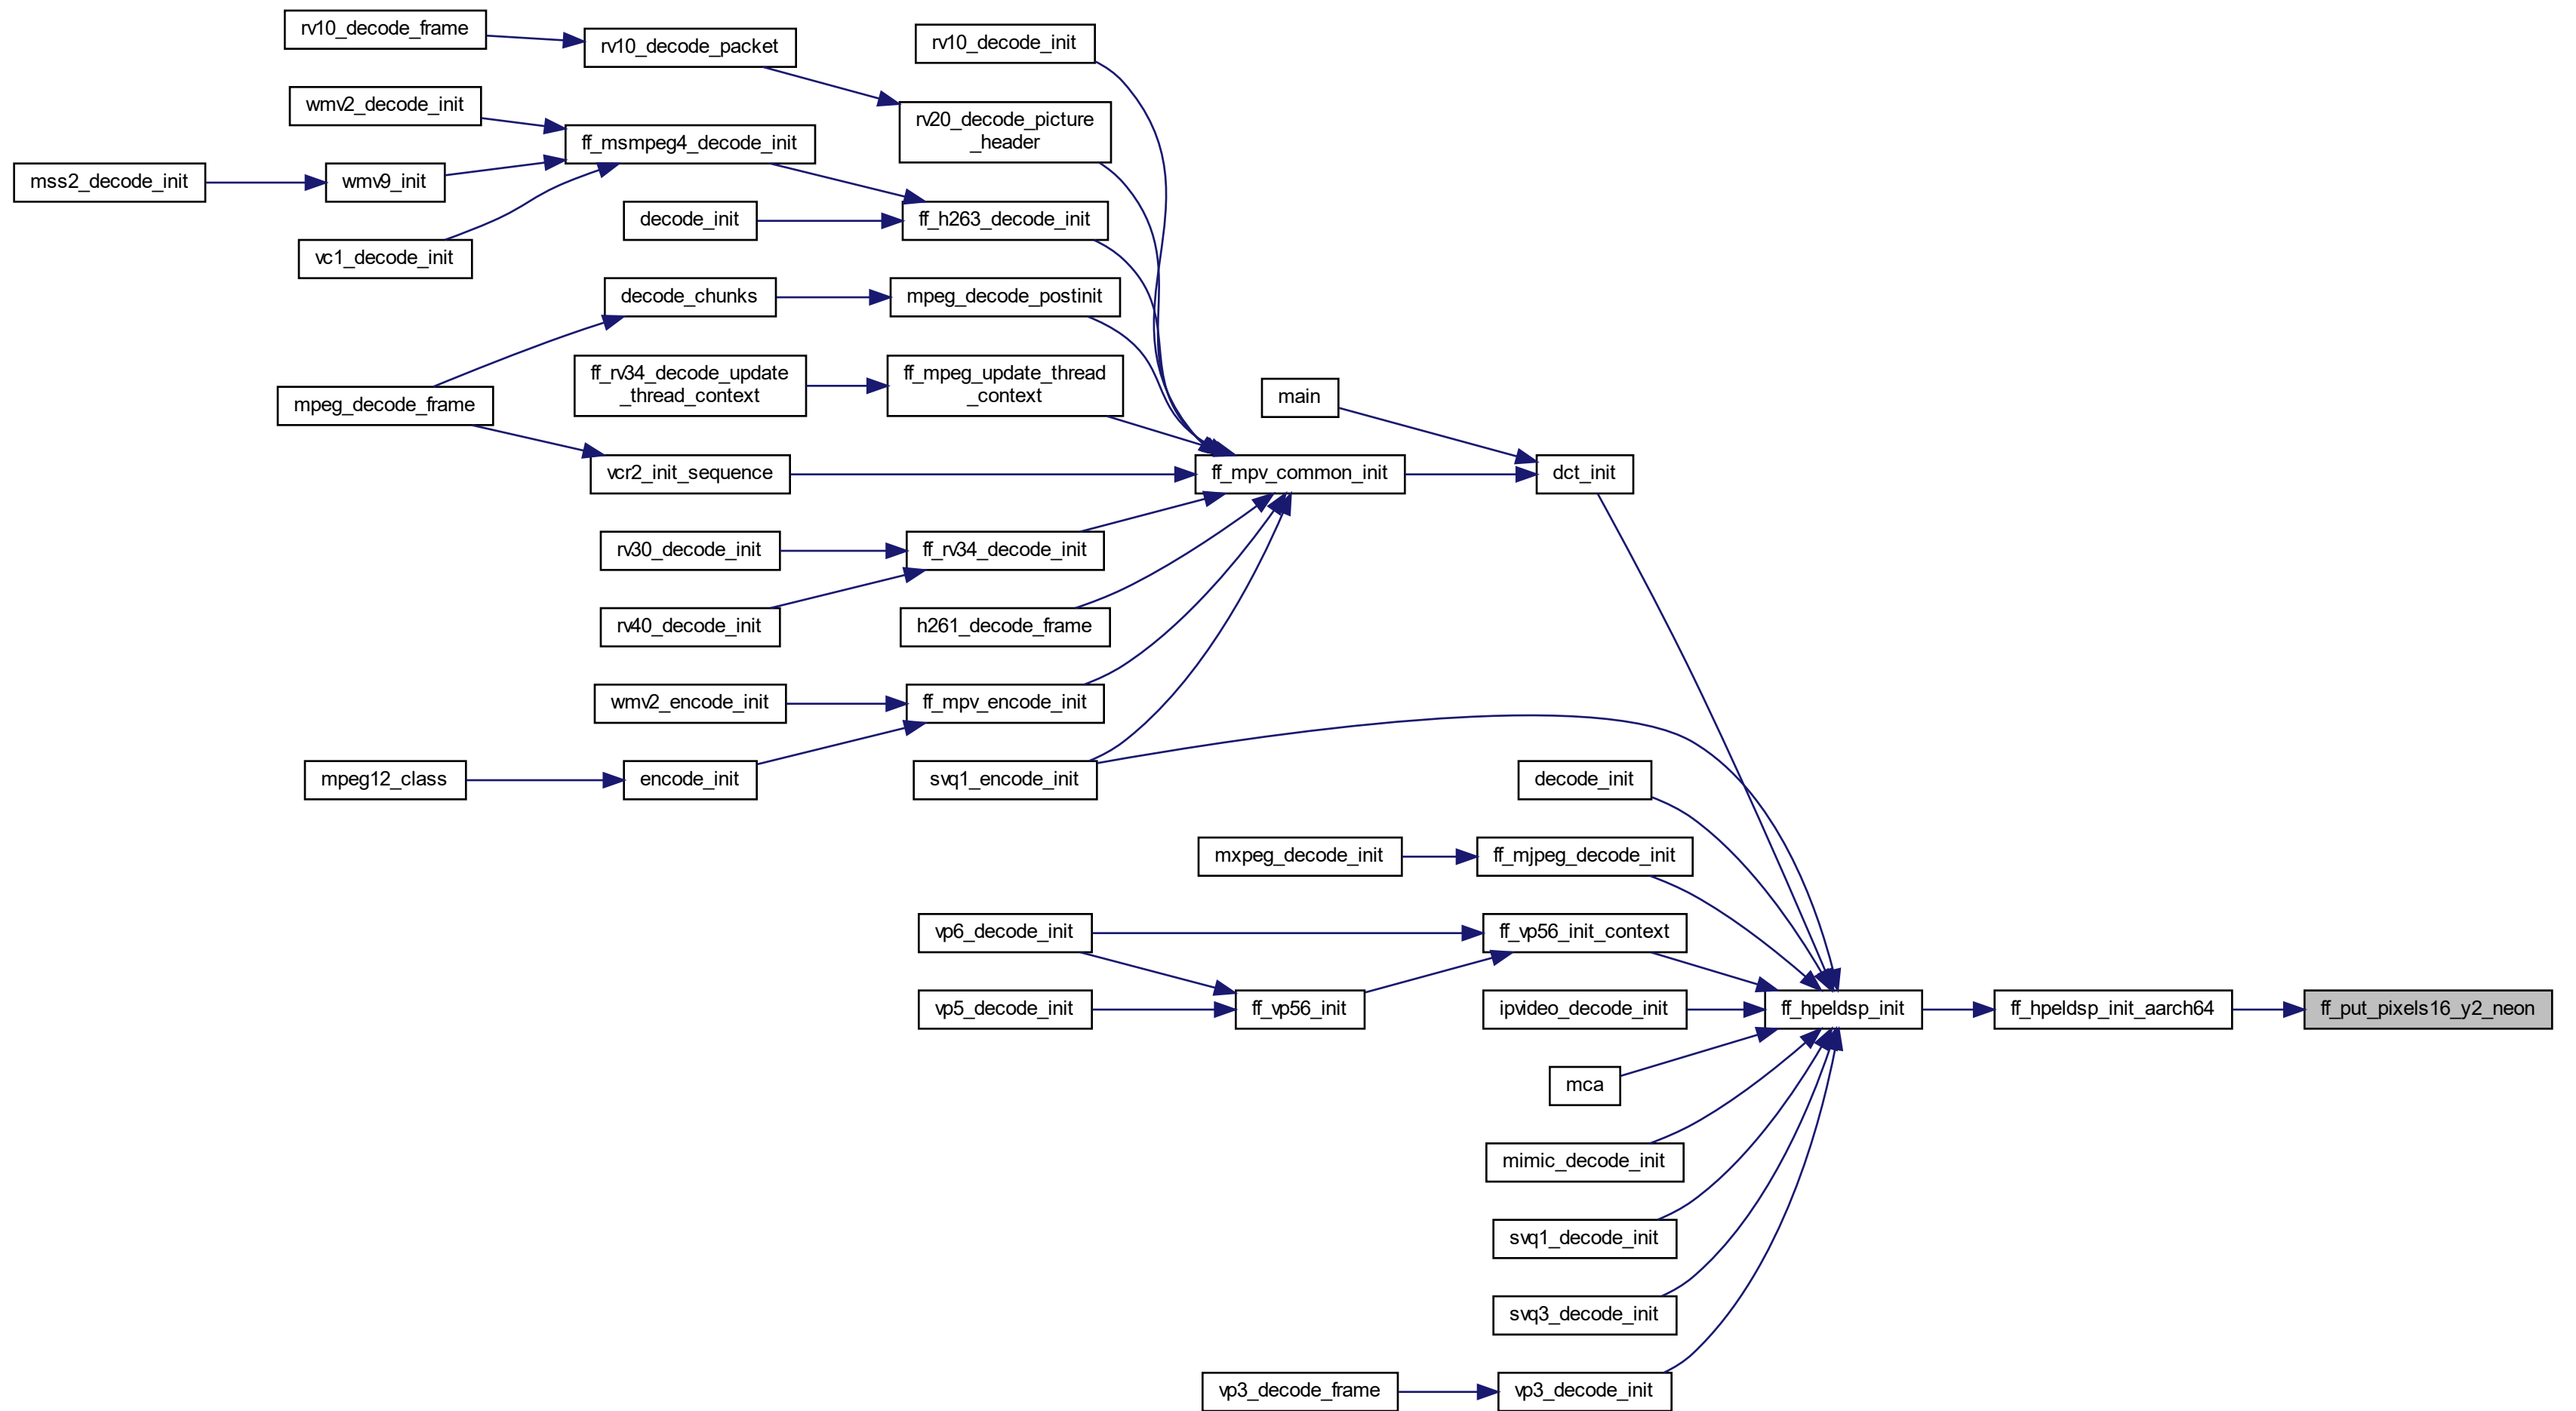 rv10_decode_frame
rv10_decode_packet
rv10_decode_init
wmv2_decode_init
rv20_decode_picture
_header
ff_msmpeg4_decode_init
mss2_decode_init
wmv9_init
decode_init
ff_h263_decode_init
vc1_decode_init
decode_chunks
mpeg_decode_postinit
ff_rv34_decode_update
_thread_context
ff_mpeg_update_thread
_context
mpeg_decode_frame
main
vcr2_init_sequence
ff_mpv_common_init
dct_init
rv30_decode_init
ff_rv34_decode_init
rv40_decode_init
h261_decode_frame
wmv2_encode_init
ff_mpv_encode_init
mpeg12_class
encode_init
svq1_encode_init
decode_init
mxpeg_decode_init
ff_mjpeg_decode_init
vp6_decode_init
ff_vp56_init_context
vp5_decode_init
ff_vp56_init
ipvideo_decode_init
ff_hpeldsp_init
ff_hpeldsp_init_aarch64
ff_put_pixels16_y2_neon
mca
mimic_decode_init
svq1_decode_init
svq3_decode_init
vp3_decode_frame
vp3_decode_init